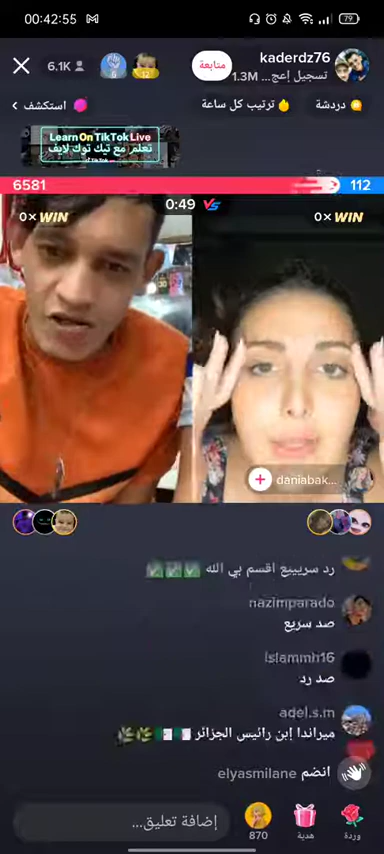 00:42:55
79
6.1K
12
متابعة
kaderdz76
1.3M ...تسجيل إعج
استكشف
ترتيب كل ساعة
دردشة
Learn On TikTok Live
تعلم مع تيك توك لايف
TikTok
6581
112
0:49
VS
0× WIN
0× WIN
daniabak...
رد سرييييع اقسم بي الله
nazimparado
صد سريع
Islammh16
صد رد
adel.s.m
ميراندا إبن رائيس الجزائر
elyasmilane انضم
إضافة تعليق...
870
هدية
وردة